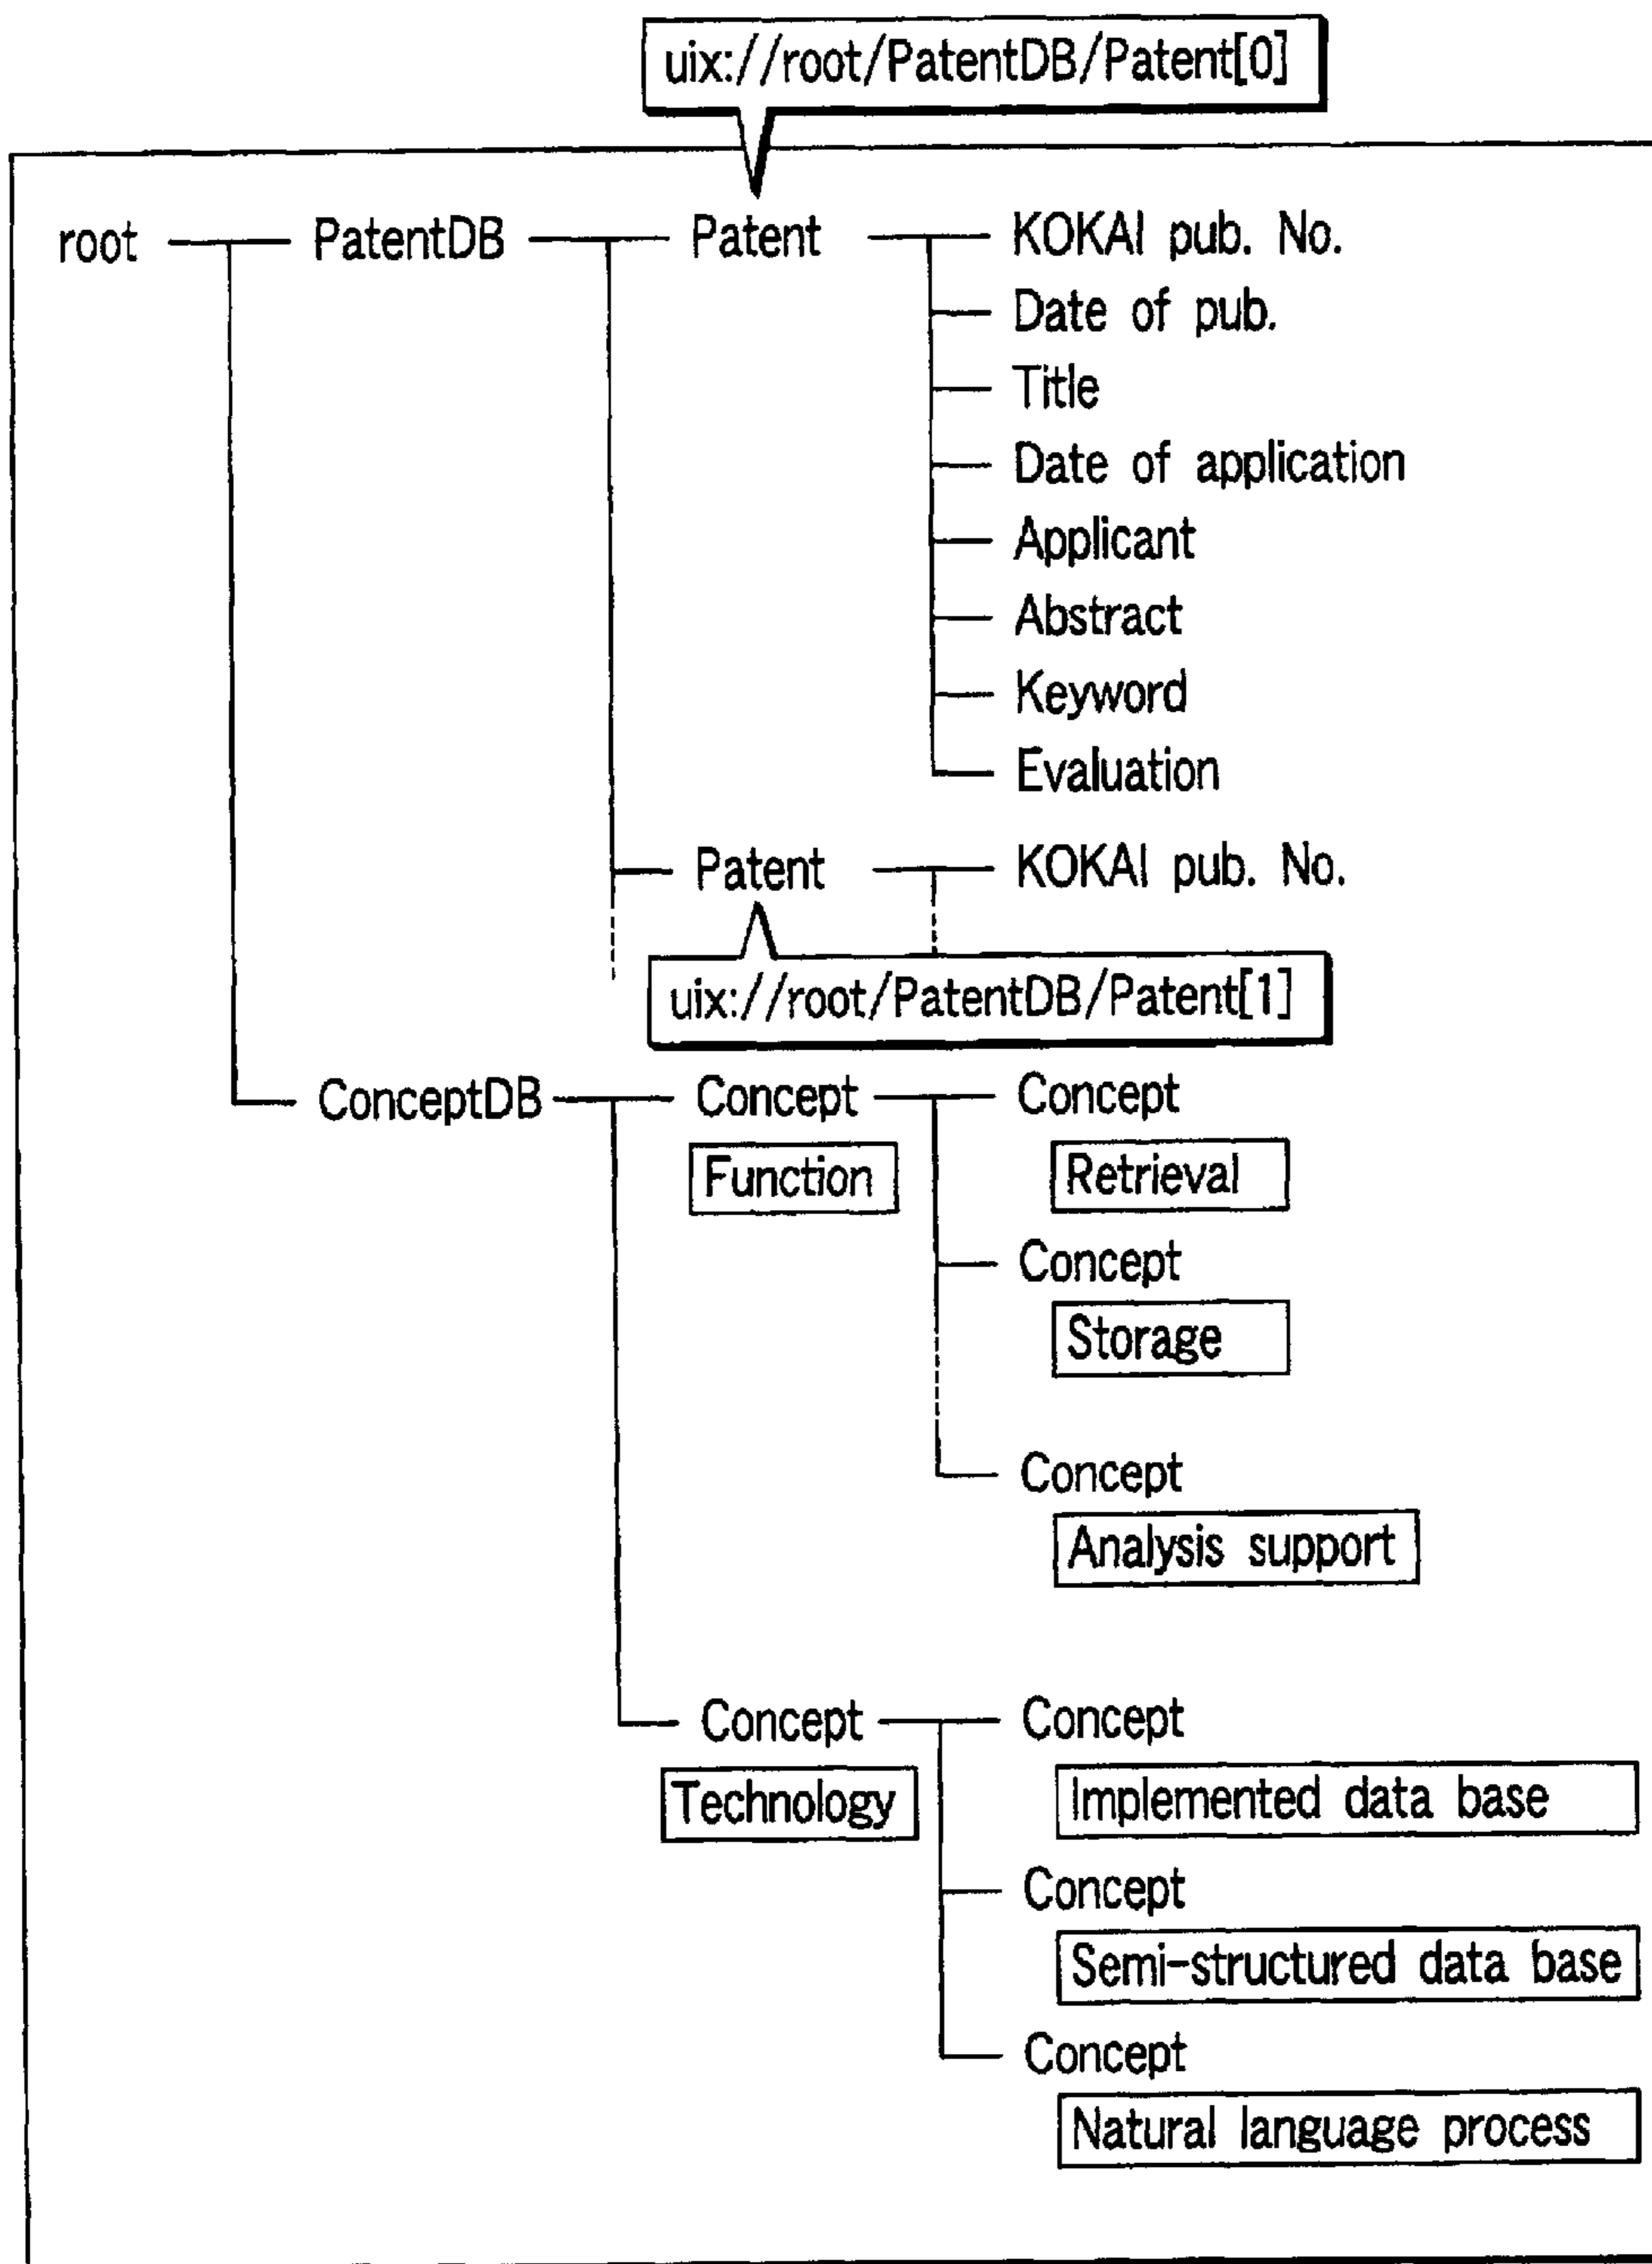 uix://root/PatentDB/Patent[0]
root PatentDB Patent KOKAI pub. No.
Date of pub.
Title
Date of application
Applicant
Abstract
Keyword
Evaluation
Patent KOKAI pub. No.
uix://root/PatentDB/Patent[1]
ConceptDB Concept Concept
Function Retrieval
Concept
Storage
Concept
Analysis support
Concept Concept
Technology Implemented data base
Concept
Semi-structured data base
Concept
Natural language process